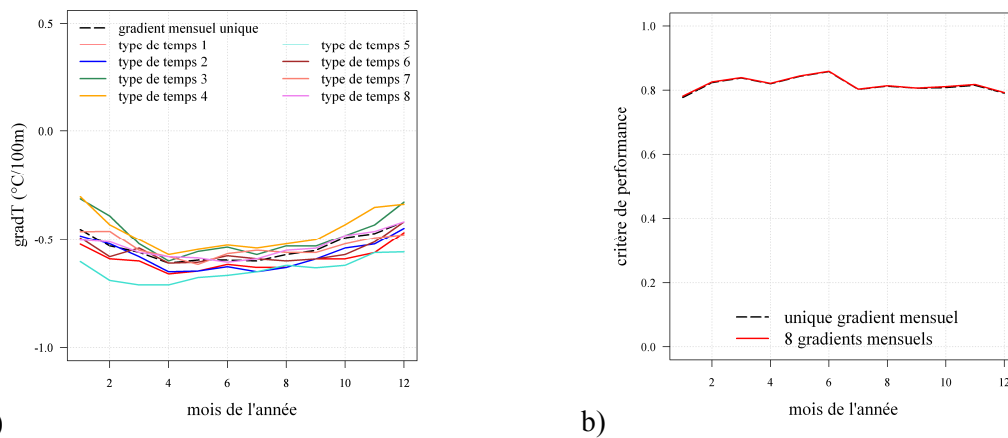 gradient mensuel unique
type de temps 1
type de temps 2
type de temps 3
type de temps 4
type de temps 5
type de temps 6
type de temps 7
type de temps 8
0.5
0.0
-0.5
-1.0
gradT (°C/100m)
2 4 6 8 10 12
mois de l'année
)
1.0
0.8
0.6
0.4
0.2
0.0
critère de performance
unique gradient mensuel
8 gradients mensuels
2 4 6 8 10 12
mois de l'année
b)